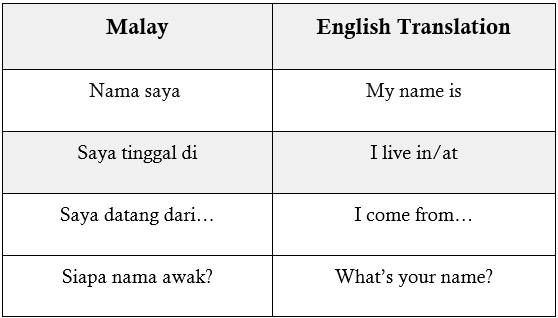 Malay English Translation
Nama saya My name is
Saya tinggal di I live in/at
Saya datang dari… I come from…
Siapa nama awak? What’s your name?